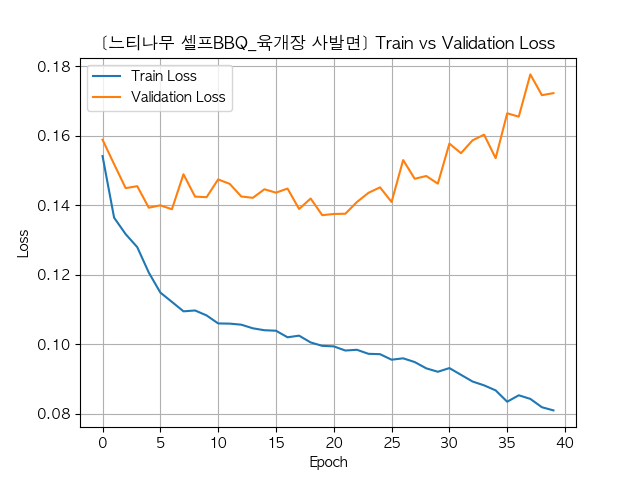 [느티나무 셀프BBQ_육개장 사발면] Train vs Validation Loss
Train Loss
Validation Loss
Loss
0.18
0.16
0.14
0.12
0.10
0.08
0 5 10 15 20 25 30 35 40
Epoch